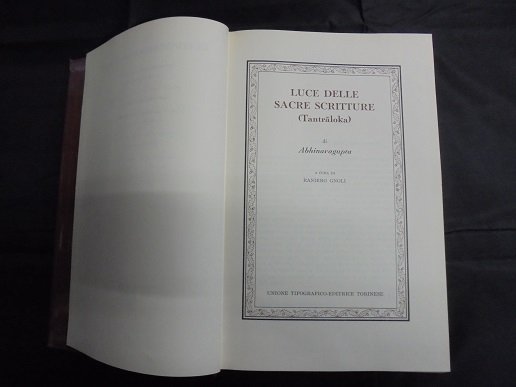 LUCE DELLE
SACRE SCRITTURE
(Tantrāloka)
di
Abhinavagupta
A CURA DI
RANIERO GNOLI
UNIONE TIPOGRAFICO-EDITRICE TORINESE